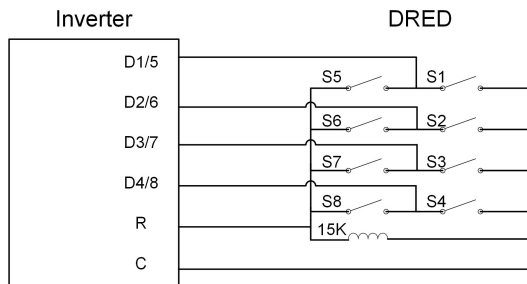 Inverter DRED
D1/5
S5 S1
D2/6
S6 S2
D3/7
S7 S3
D4/8
S8 S4
R
15K
C